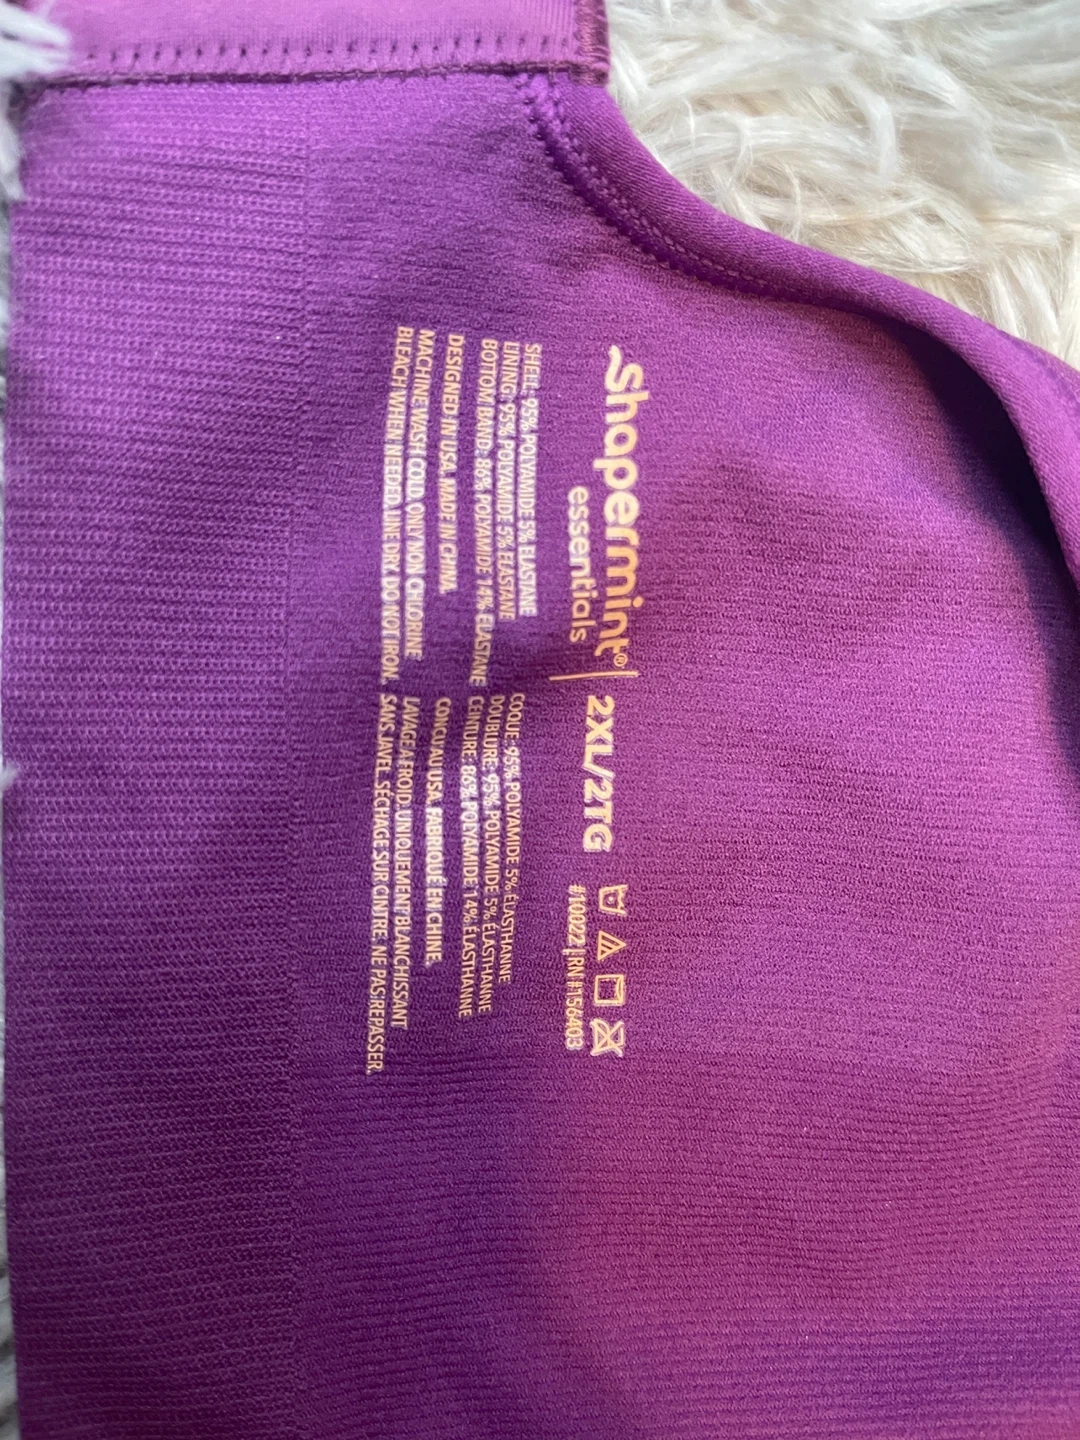 Shapermint®
essentials
2XL/2TG
#10022 | RN #156403
SHELL: 95% POLYAMIDE 5% ELASTANE
LINING: 95% POLYAMIDE 5% ELASTANE
BOTTOM BAND: 86% POLYAMIDE 14% ELASTANE
DESIGNED IN USA. MADE IN CHINA.
MACHINE WASH COLD. ONLY NON CHLORINE
BLEACH WHEN NEEDED. LINE DRY. DO NOT IRON.
COQUE: 95% POLYAMIDE 5% ÉLASTHANNE
DOUBLURE: 95% POLYAMIDE 5% ÉLASTHANNE
CEINTURE: 86% POLYAMIDE 14% ÉLASTHANNE
CONCU AU USA. FABRIQUÉ EN CHINE.
LAVAGE A FROID. UNIQUEMENT BLANCHISSANT
SANS JAVEL. SÉCHAGE SUR CINTRE. NE PAS REPASSER.